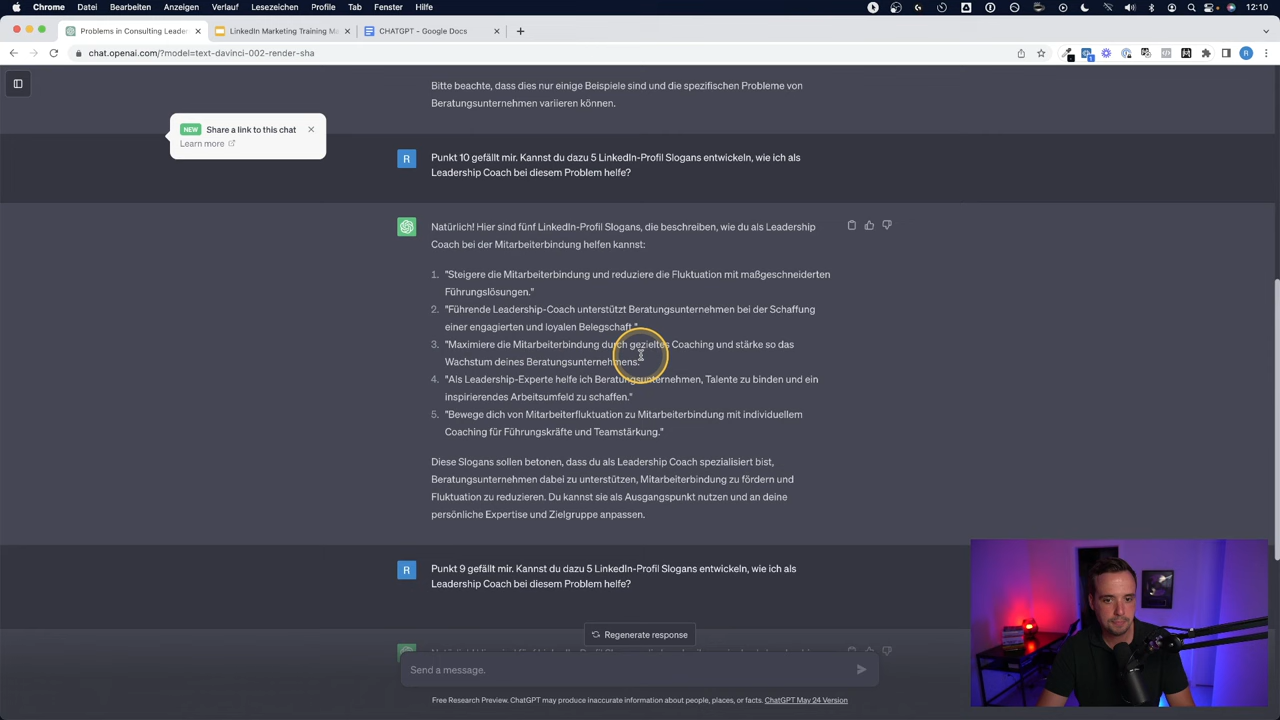 Chrome Datei Bearbeiten Anzeigen Verlauf Lesezeichen Profile Tab Fenster Hilfe 12:10
Problems in Consulting Leader
LinkedIn Marketing Training Ma
CHATGPT - Google Docs
chat.openai.com/?model=text-davinci-002-render-sha
R
Bitte beachte, dass dies nur einige Beispiele sind und die spezifischen Probleme von
Beratungsunternehmen variieren können.
NEW Share a link to this chat
Learn more
R
Punkt 10 gefällt mir. Kannst du dazu 5 LinkedIn-Profil Slogans entwickeln, wie ich als
Leadership Coach bei diesem Problem helfe?
Natürlich! Hier sind fünf LinkedIn-Profil Slogans, die beschreiben, wie du als Leadership
Coach bei der Mitarbeiterbindung helfen kannst:
1. "Steigere die Mitarbeiterbindung und reduziere die Fluktuation mit maßgeschneiderten
Führungslösungen."
2. "Führende Leadership-Coach unterstützt Beratungsunternehmen bei der Schaffung
einer engagierten und loyalen Belegschaft."
3. "Maximiere die Mitarbeiterbindung durch gezieltes Coaching und stärke so das
Wachstum deines Beratungsunternehmens."
4. "Als Leadership-Experte helfe ich Beratungsunternehmen, Talente zu binden und ein
inspirierendes Arbeitsumfeld zu schaffen."
5. "Bewege dich von Mitarbeiterfluktuation zu Mitarbeiterbindung mit individuellem
Coaching für Führungskräfte und Teamstärkung."
Diese Slogans sollen betonen, dass du als Leadership Coach spezialisiert bist,
Beratungsunternehmen dabei zu unterstützen, Mitarbeiterbindung zu fördern und
Fluktuation zu reduzieren. Du kannst sie als Ausgangspunkt nutzen und an deine
persönliche Expertise und Zielgruppe anpassen.
R
Punkt 9 gefällt mir. Kannst du dazu 5 LinkedIn-Profil Slogans entwickeln, wie ich als
Leadership Coach bei diesem Problem helfe?
Regenerate response
Send a message.
Free Research Preview. ChatGPT may produce inaccurate information about people, places, or facts. ChatGPT May 24 Version